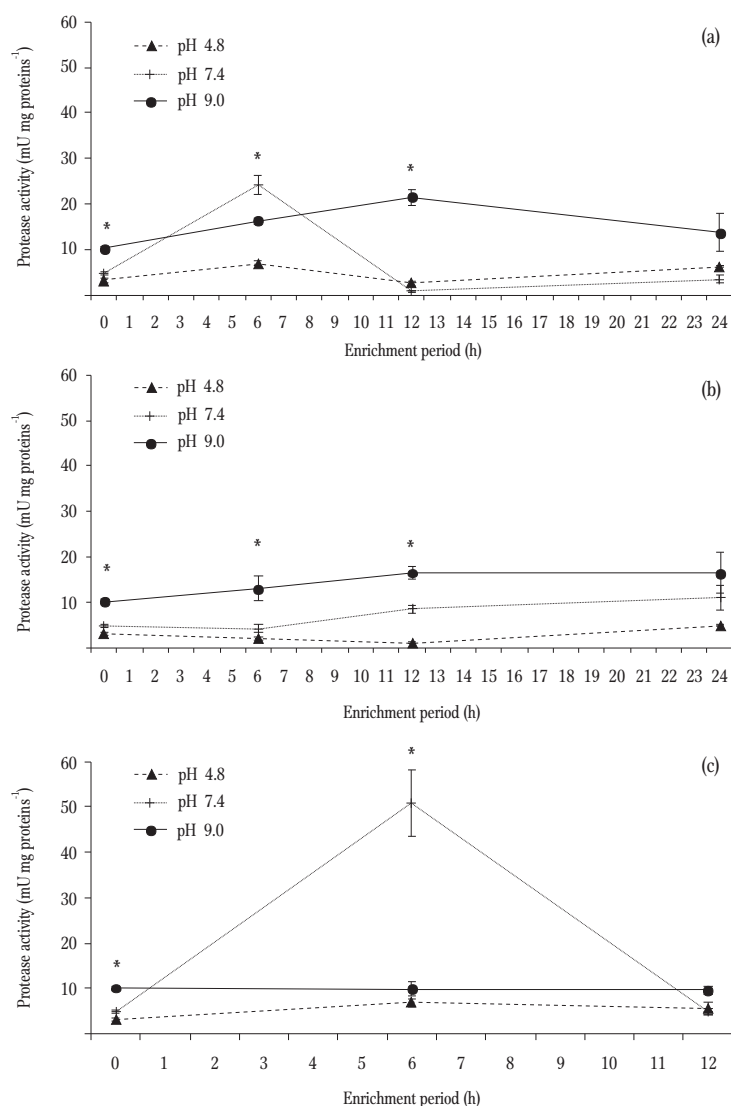 60
50
40
30
20
10
Protease activity (mU mg proteins-1)
pH 4.8
pH 7.4
pH 9.0
(a)
*
*
*
0 1 2 3 4 5 6 7 8 9 10 11 12 13 14 15 16 17 18 19 20 21 22 23 24
Enrichment period (h)
60
50
40
30
20
10
Protease activity (mU mg proteins-1)
pH 4.8
pH 7.4
pH 9.0
(b)
*
*
*
0 1 2 3 4 5 6 7 8 9 10 11 12 13 14 15 16 17 18 19 20 21 22 23 24
Enrichment period (h)
60
50
40
30
20
10
Protease activity (mU mg proteins-1)
pH 4.8
pH 7.4
pH 9.0
(c)
*
*
0 1 2 3 4 5 6 7 8 9 10 11 12
Enrichment period (h)